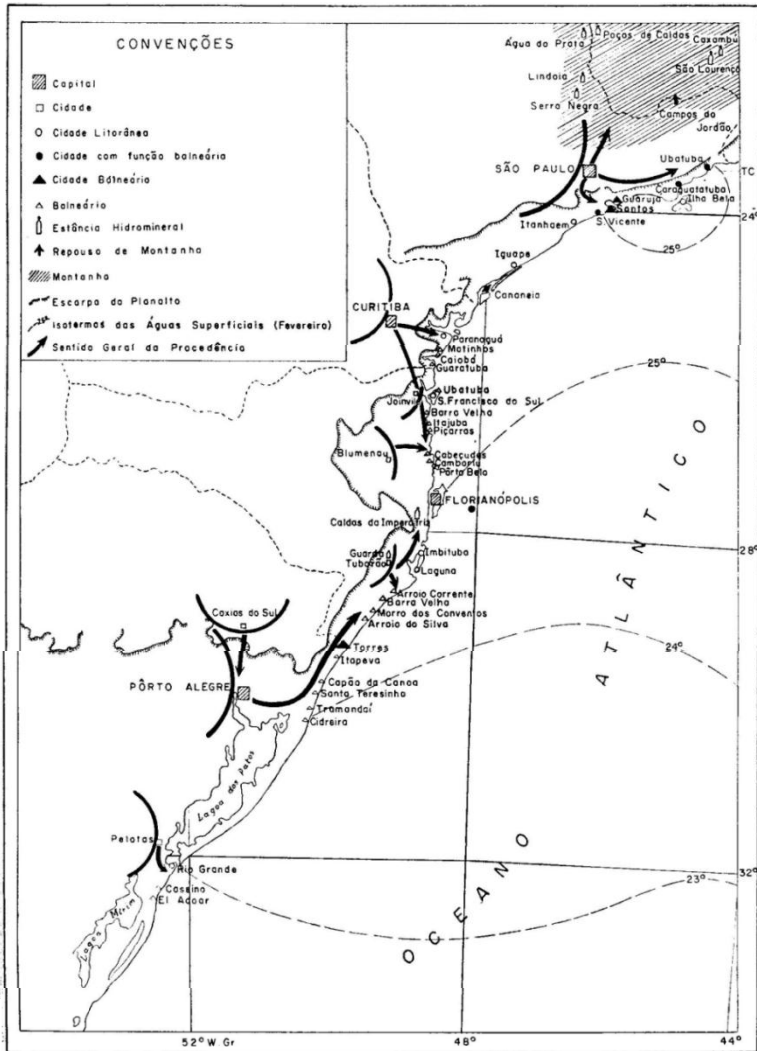 CONVENÇÕES
Capital
Cidade
Cidade Litorânea
Cidade com função balneária
Cidade Balneária
Balneário
Estância Hidromineral
Repouso de Montanha
Montanha
Escarpa do Planalto
Isotermas das Águas Superficiais (Fevereiro)
Sentido Geral da Procedência
Poços de Caldas
Caxambú
Água da Prata
São Lourenço
Lindoia
Serra Negra
Campos do
Jordão
SÃO PAULO
Ubatuba
TC
Caraguatatuba
Guarujá
Ilha Bela
Santos
24°
Itanhaem
S. Vicente
25°
Iguape
Cananeia
CURITIBA
Paranaguá
Matinhos
Caiobá
Guaratuba
25°
Ubatuba
Joinvile
S. Francisco do Sul
Barra Velha
Itajuba
Piçarras
Blumenau
Cabeçudas
Camboriu
Pôrto Belo
FLORIANÓPOLIS
Caldas da Imperatriz
28°
Guarda
Imbituba
Tubarão
Laguna
Arroio Corrente
Barra Velha
Morro dos Conventos
Arroio do Silva
Caxias do Sul
24°
Torres
Itapeva
PÔRTO ALEGRE
Capão da Canoa
Santa Teresinha
Tramandaí
Cidreira
Lagoa dos Patos
Pelotas
Rio Grande
32°
23°
Cassino
Lagoa Mirim
OCEANO ATLÂNTICO
52°W Gr
48°
44°